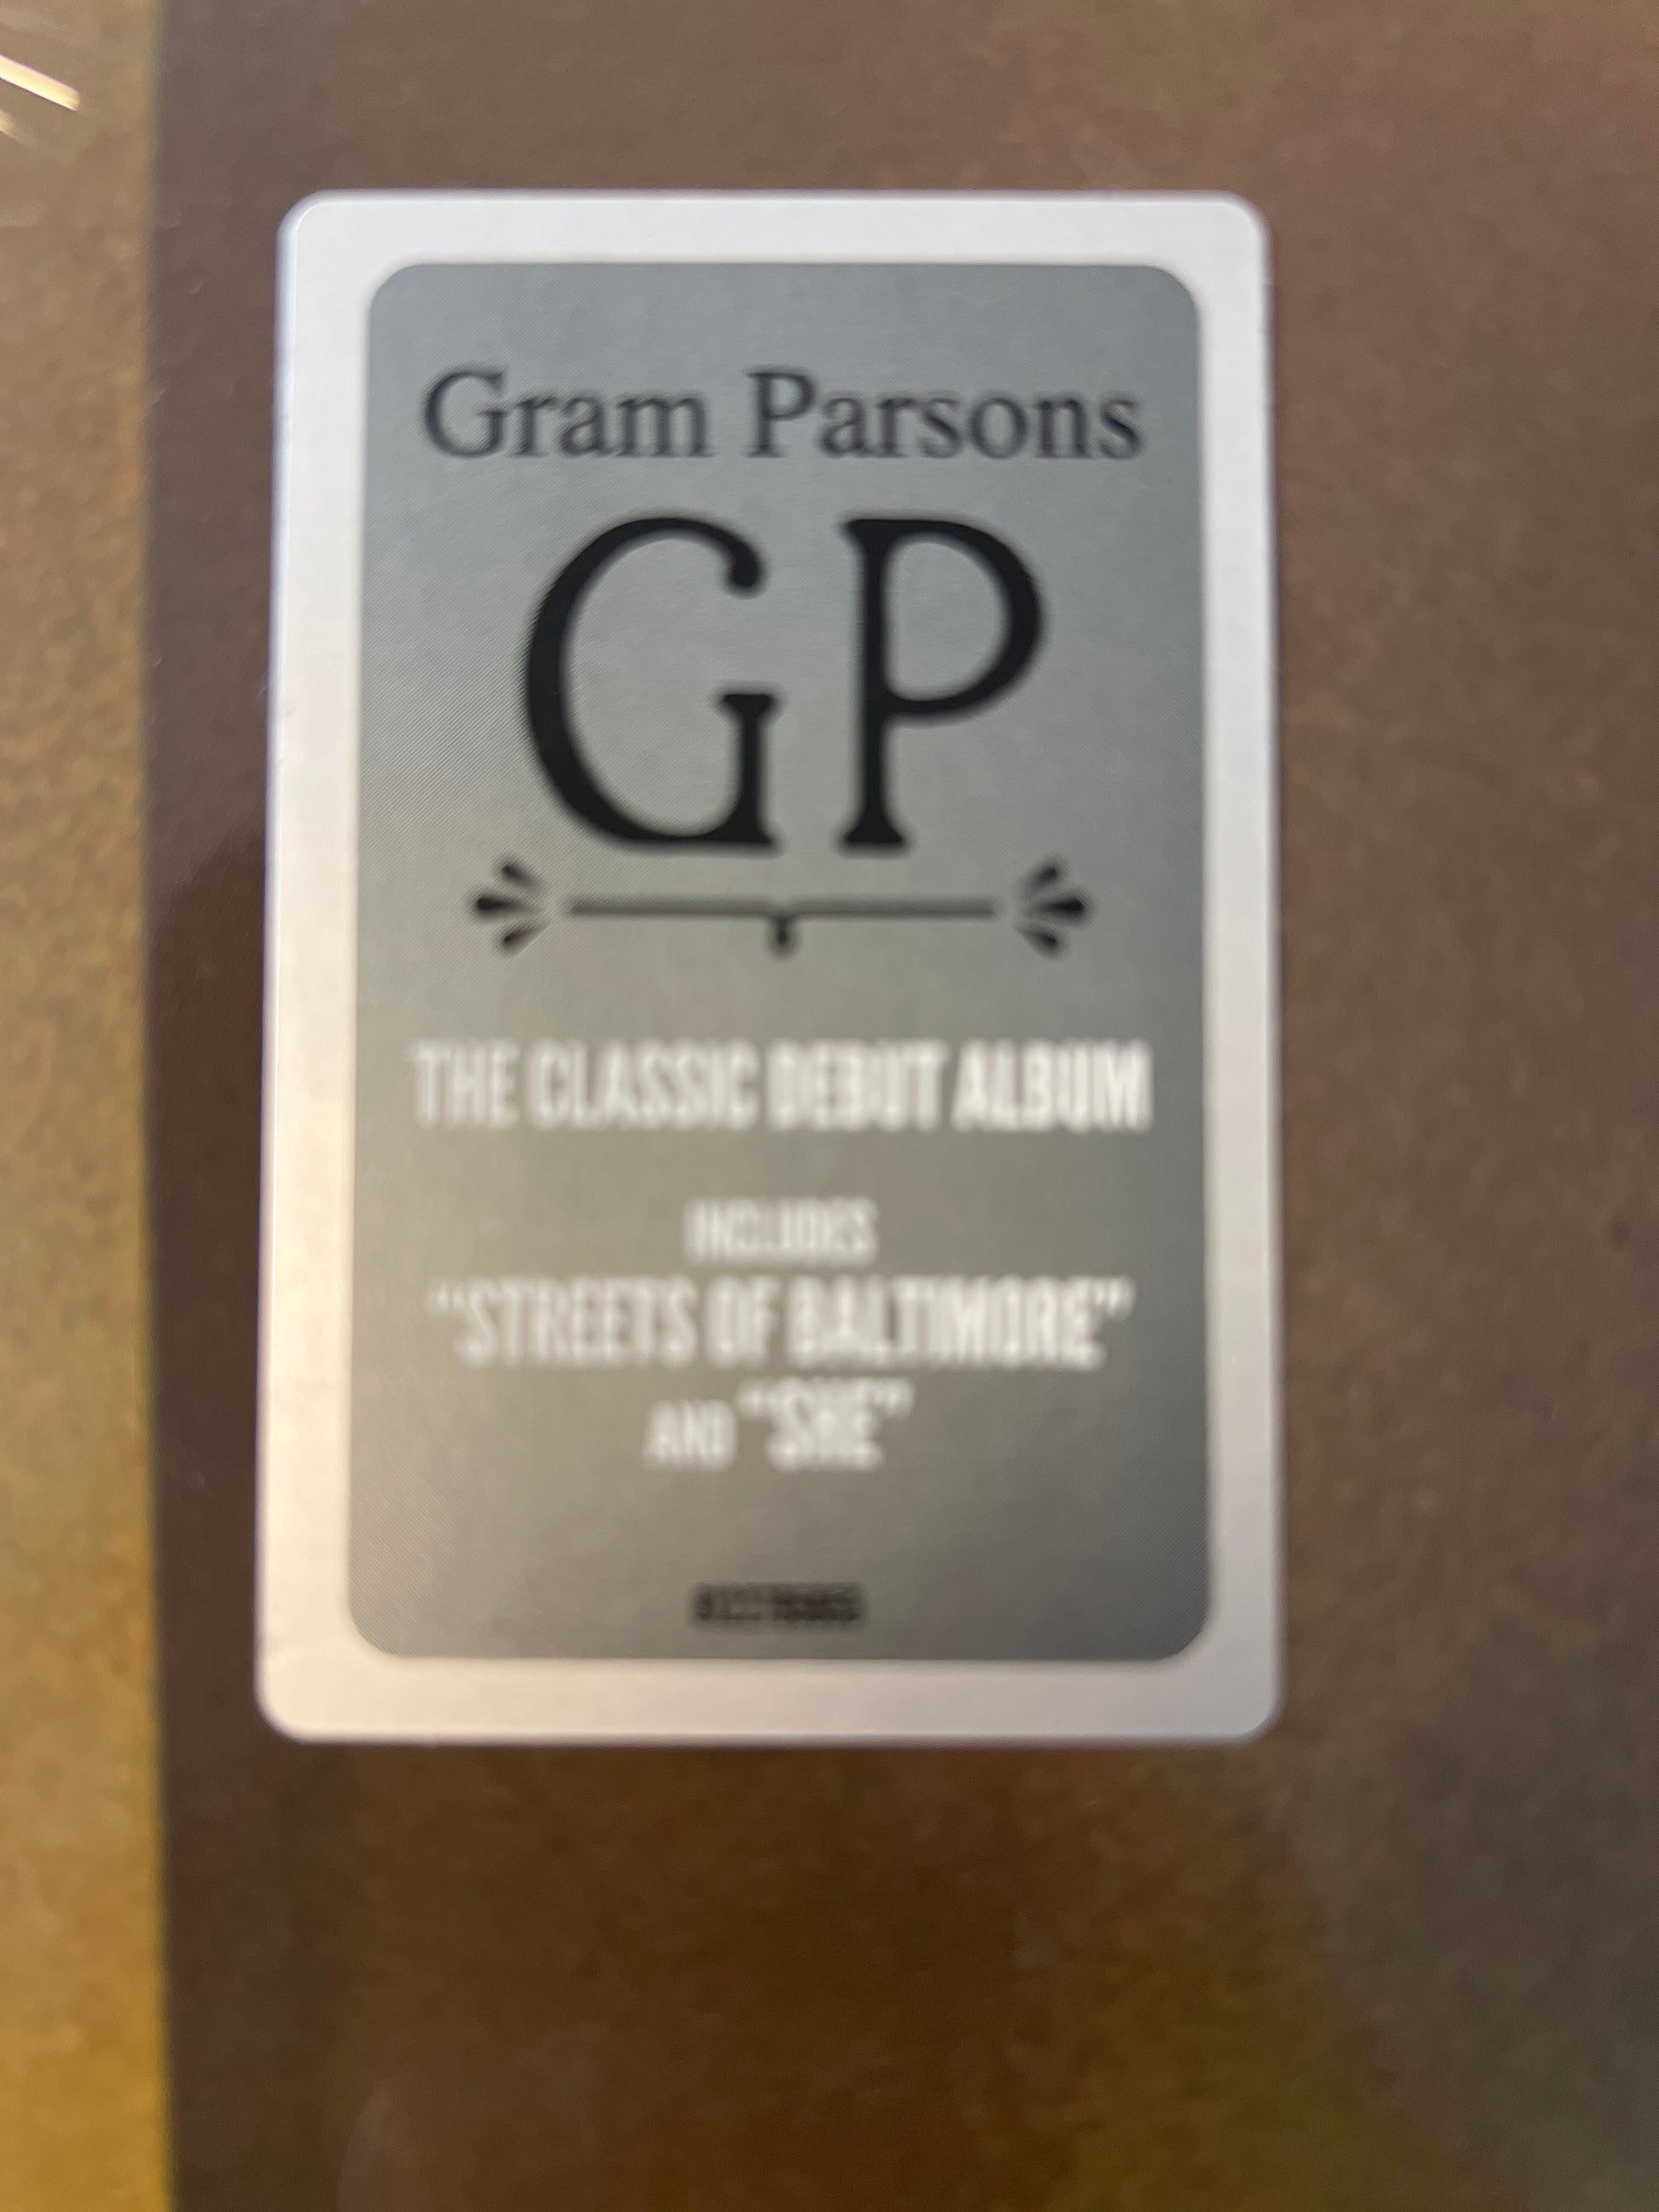 Gram Parsons
GP
THE CLASSIC DEBUT ALBUM
INCLUDES
“STREETS OF BALTIMORE”
AND “SHE”